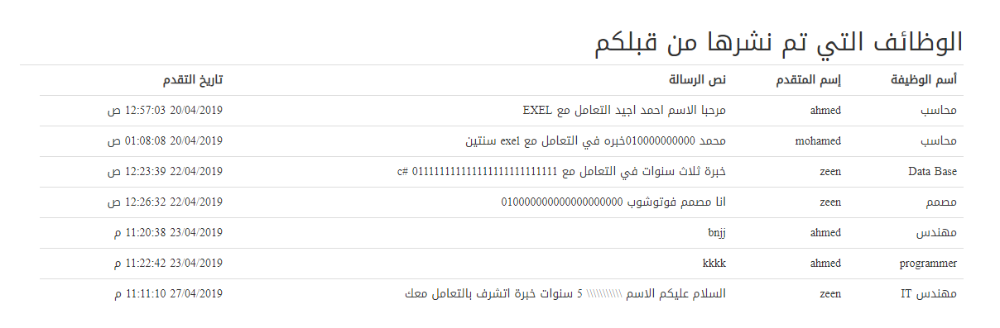 الوظائف التي تم نشرها من قبلكم
أسم الوظيفة إسم المتقدم نص الرسالة تاريخ التقدم
محاسب ahmed مرحبا الاسم احمد اجيد التعامل مع EXEL 20/04/2019 12:57:03 ص
محاسب mohamed محمد 010000000000خبره في التعامل مع exel سنتين 20/04/2019 01:08:08 ص
Data Base zeen خبرة ثلاث سنوات في التعامل مع c# 0111111111111111111111111111 22/04/2019 12:23:39 ص
مصمم zeen انا مصمم فوتوشوب 010000000000000000000 22/04/2019 12:26:32 ص
مهندس ahmed bnjj 23/04/2019 11:20:38 م
programmer ahmed kkkk 23/04/2019 11:22:42 م
مهندس IT zeen السلام عليكم الاسم \\\\\\\\\\\ 5 سنوات خبرة اتشرف بالتعامل معك 27/04/2019 11:11:10 م